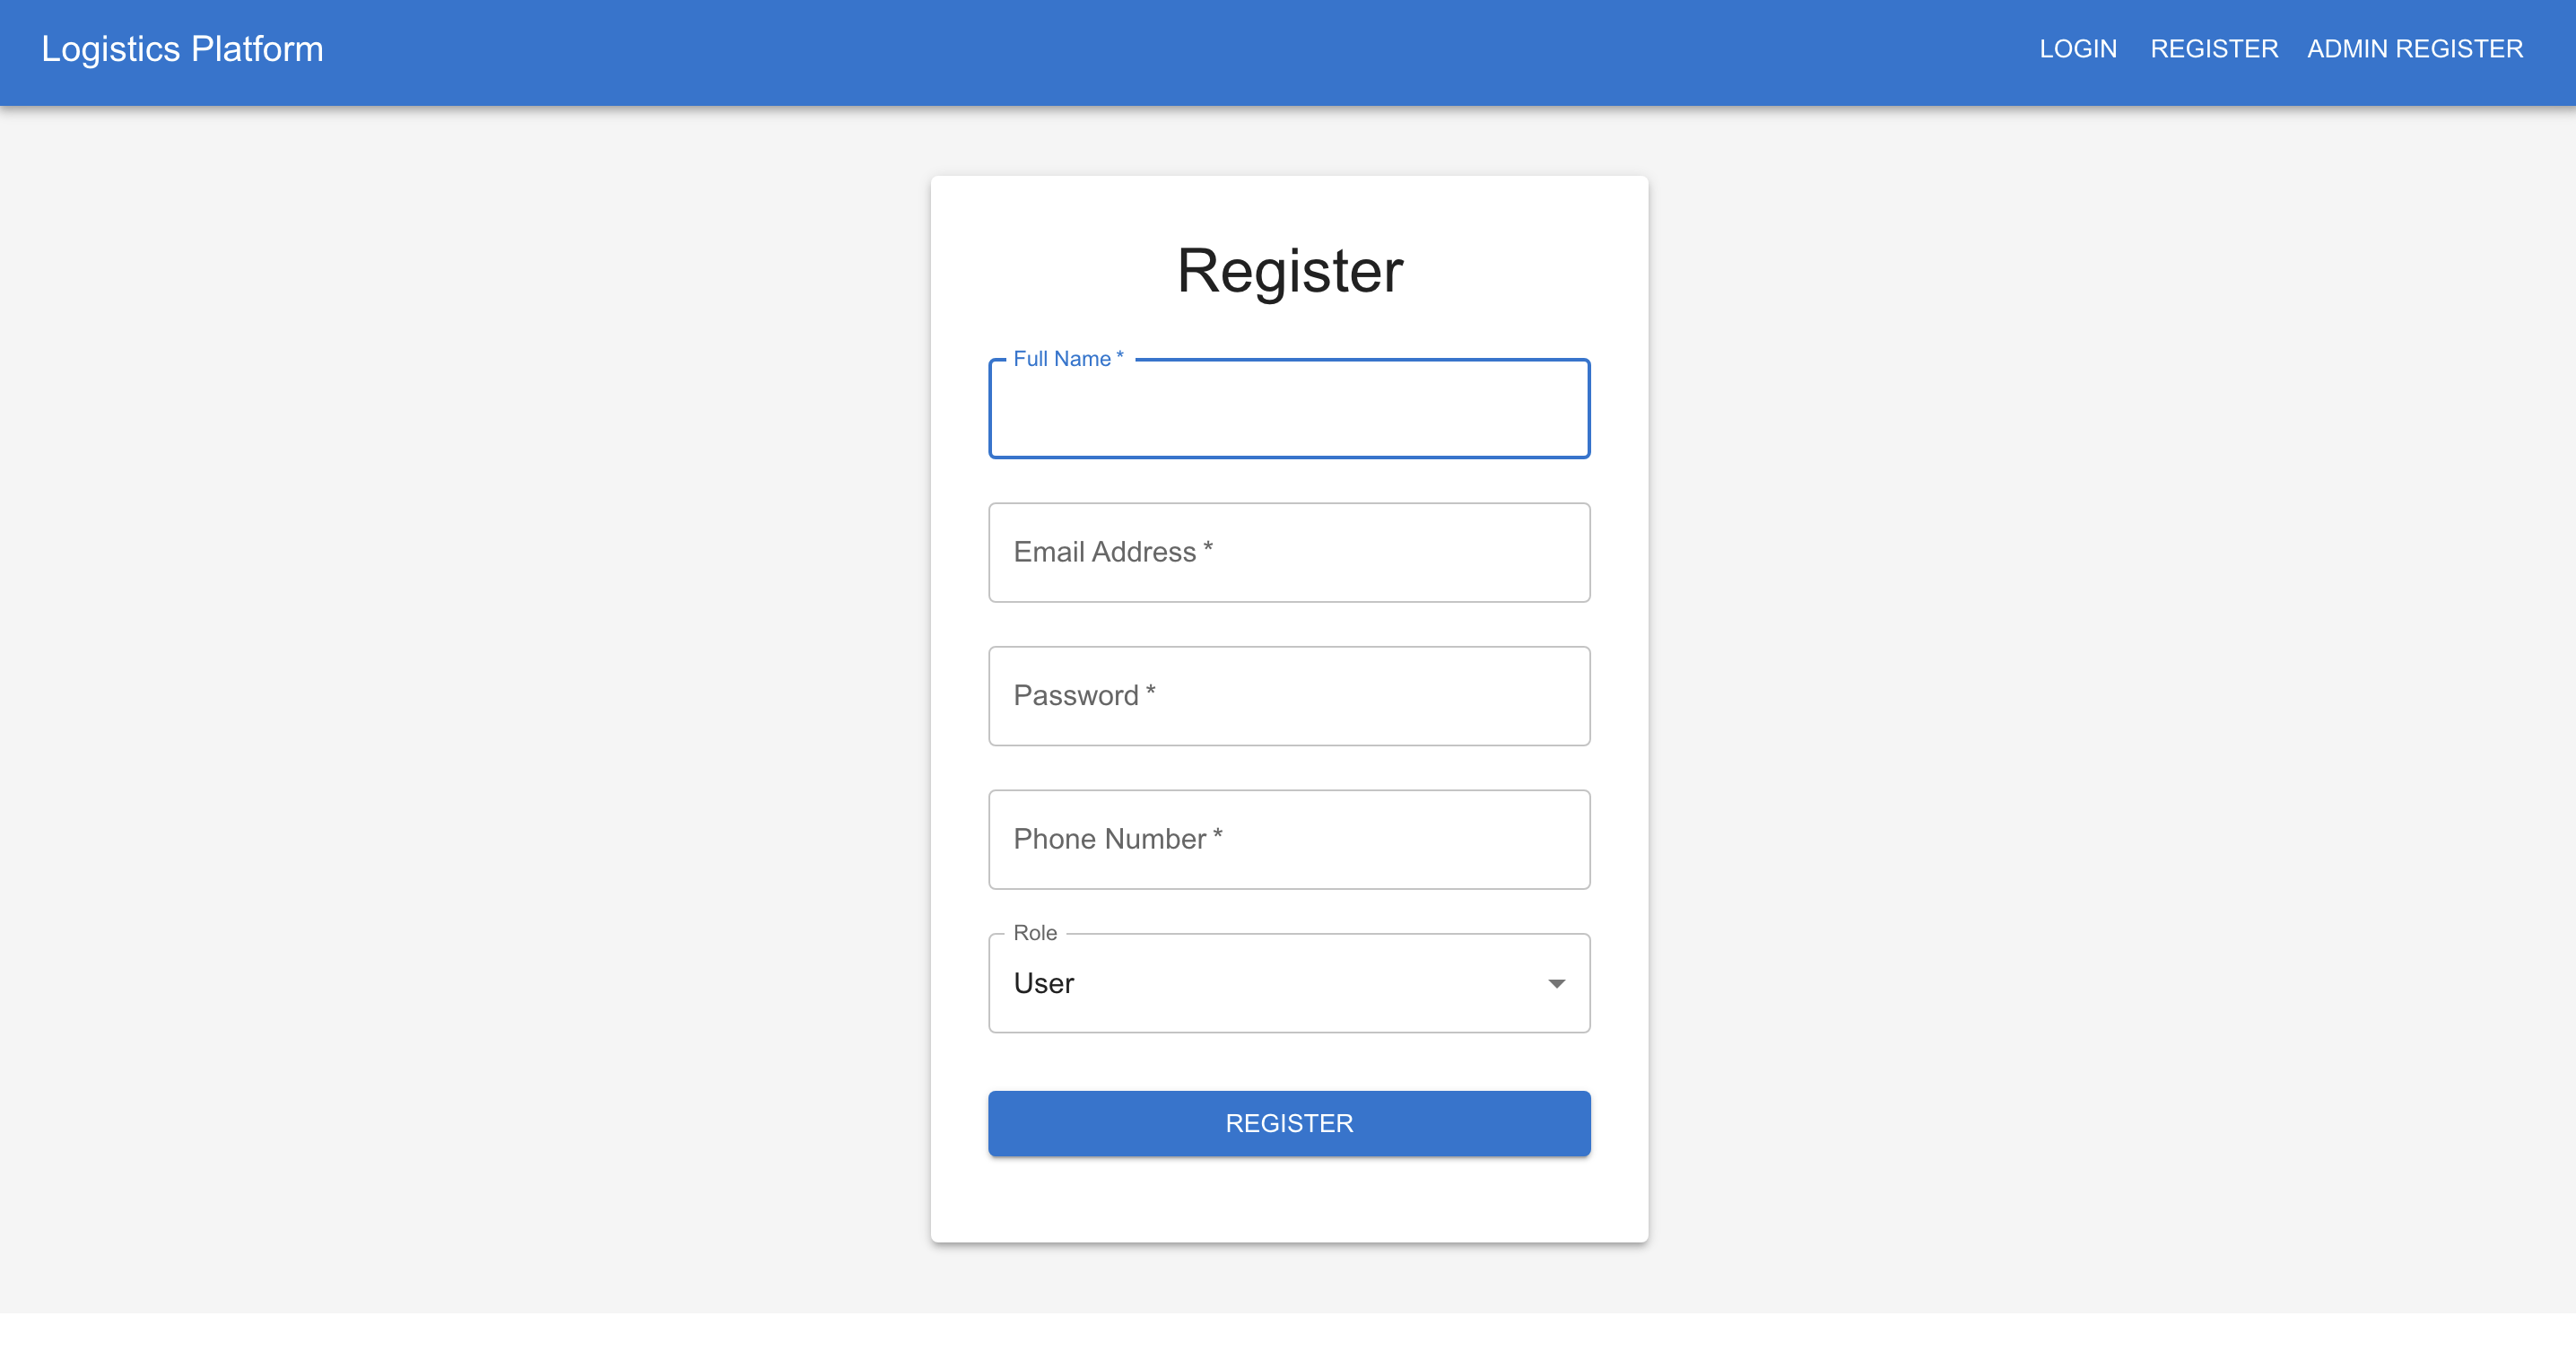 Logistics Platform
LOGIN REGISTER ADMIN REGISTER
Register
Full Name *
Email Address *
Password *
Phone Number *
Role
User
REGISTER